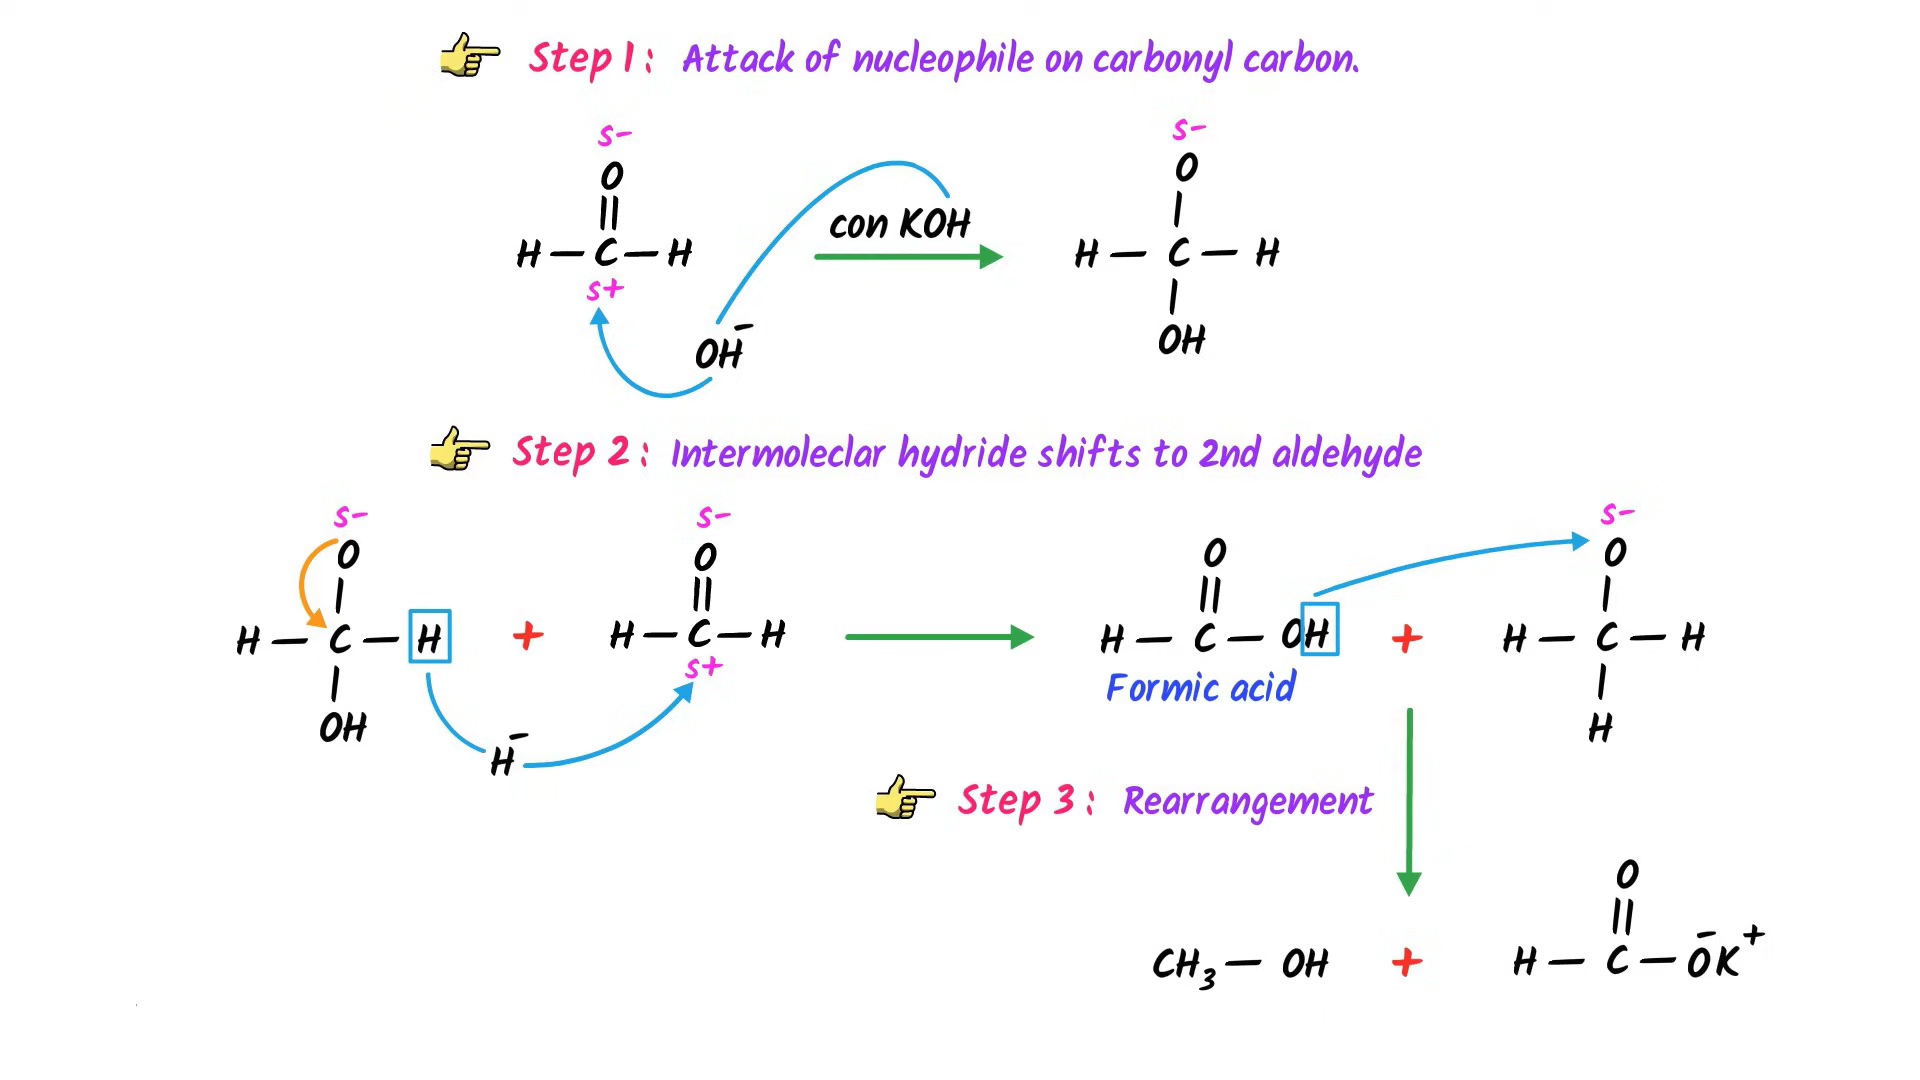 Step 1 : Attack of nucleophile on carbonyl carbon.
s- s-
O O
con KOH
H — C — H H — C — H
s+
OH OH
Step 2 : Intermoleclar hydride shifts to 2nd aldehyde
s- s- s-
O O O O
H — C — H + H — C — H H — C — OH + H — C — H
s+
Formic acid
OH H
H-
Step 3 : Rearrangement
O
CH3 — OH + H — C — O-K+